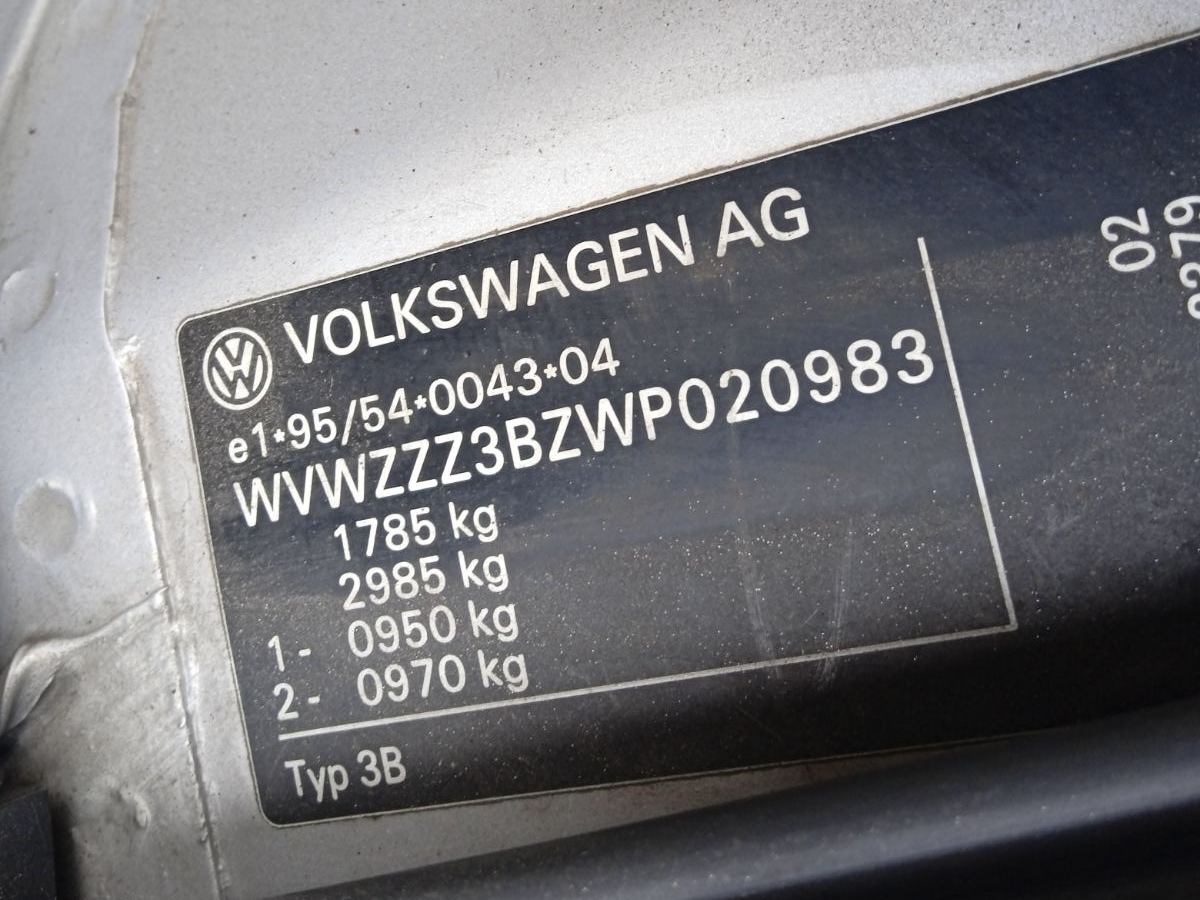 VOLKSWAGEN AG
e1*95/54*0043*04
WVWZZZ3BZWP020983
1785 kg
2985 kg
1- 0950 kg
2- 0970 kg
Typ 3B
02